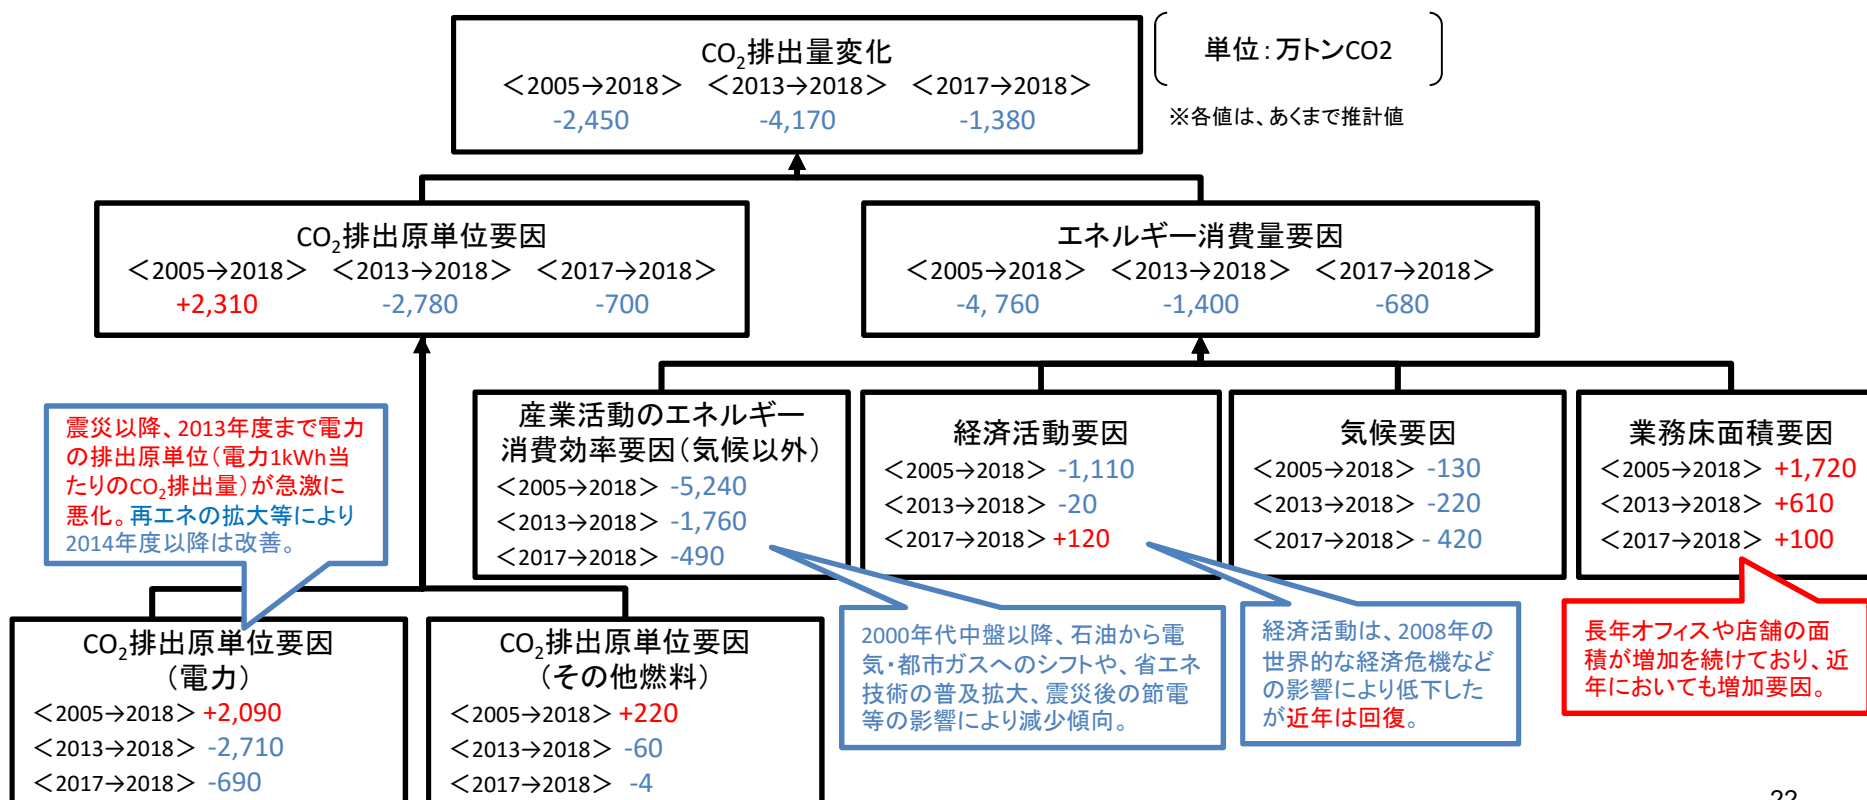 CO₂排出量変化
＜2005→2018＞ ＜2013→2018＞ ＜2017→2018＞
-2,450 -4,170 -1,380
単位：万トンCO2
※各値は、あくまで推計値
CO₂排出原単位要因
＜2005→2018＞ ＜2013→2018＞ ＜2017→2018＞
+2,310 -2,780 -700
エネルギー消費量要因
＜2005→2018＞ ＜2013→2018＞ ＜2017→2018＞
-4, 760 -1,400 -680
震災以降、2013年度まで電力
の排出原単位（電力1kWh当
たりのCO₂排出量）が急激に
悪化。再エネの拡大等により
2014年度以降は改善。
産業活動のエネルギー
消費効率要因（気候以外）
＜2005→2018＞ -5,240
＜2013→2018＞ -1,760
＜2017→2018＞ -490
経済活動要因
＜2005→2018＞ -1,110
＜2013→2018＞ -20
＜2017→2018＞ +120
気候要因
＜2005→2018＞ -130
＜2013→2018＞ -220
＜2017→2018＞ - 420
業務床面積要因
＜2005→2018＞ +1,720
＜2013→2018＞ +610
＜2017→2018＞ +100
CO₂排出原単位要因
（電力）
＜2005→2018＞ +2,090
＜2013→2018＞ -2,710
＜2017→2018＞ -690
CO₂排出原単位要因
（その他燃料）
＜2005→2018＞ +220
＜2013→2018＞ -60
＜2017→2018＞ -4
2000年代中盤以降、石油から電
気・都市ガスへのシフトや、省エネ
技術の普及拡大、震災後の節電
等の影響により減少傾向。
経済活動は、2008年の
世界的な経済危機など
の影響により低下した
が近年は回復。
長年オフィスや店舗の面
積が増加を続けており、近
年においても増加要因。
22